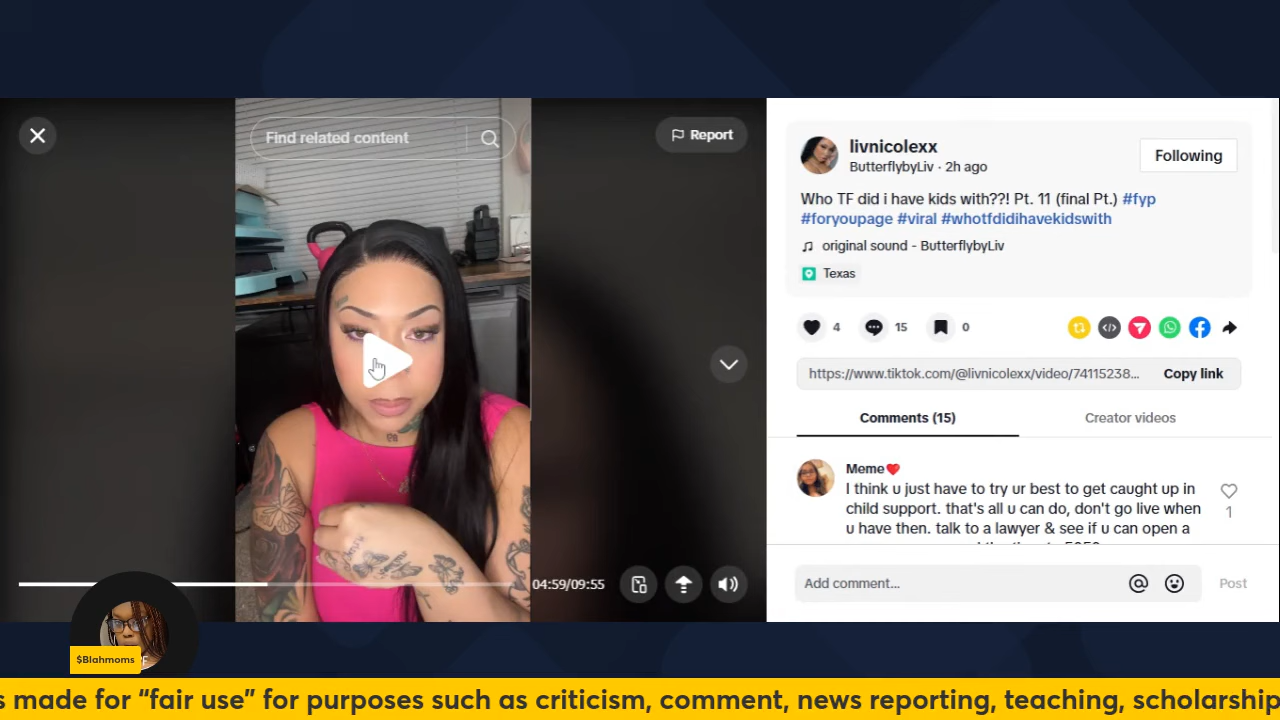 Find related content
Report
livnicolexx
ButterflybyLiv · 2h ago
Following
Who TF did i have kids with??! Pt. 11 (final Pt.) #fyp
#foryoupage #viral #whotfdidihavekidswith
original sound - ButterflybyLiv
Texas
4
15
0
https://www.tiktok.com/@livnicolexx/video/74115238...
Copy link
Comments (15)
Creator videos
Meme❤️
I think u just have to try ur best to get caught up in
child support. that's all u can do, don't go live when
u have then. talk to a lawyer & see if u can open a
1
04:59/09:55
Add comment...
Post
$Blahmoms
s made for “fair use” for purposes such as criticism, comment, news reporting, teaching, scholarship